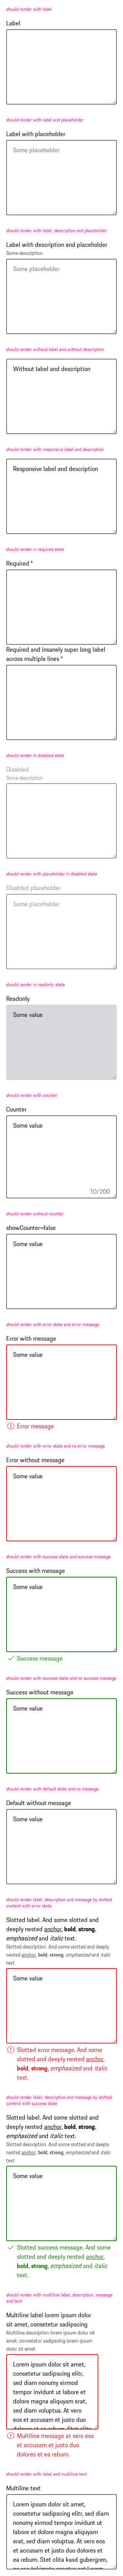 should render with label
Label
should render with label and placeholder
Label with placeholder
Some placeholder
should render with label, description and placeholder
Label with description and placeholder
Some description
Some placeholder
should render without label and without description
Without label and description
should render with responsive label and description
Responsive label and description
should render in required state
Required *
Required and insanely super long label
across multiple lines *
should render in disabled state
Disabled
Some description
should render with placeholder in disabled state
Disabled placeholder
Some placeholder
should render in readonly state
Readonly
Some value
should render with counter
Counter
Some value
10/200
should render without counter
showCounter=false
Some value
should render with error state and error message
Error with message
Some value
Error message
should render with error state and no error message
Error without message
Some value
should render with success state and success message
Success with message
Some value
Success message
should render with success state and no success message
Success without message
Some value
should render with default state and no message
Default without message
Some value
should render label, description and message by slotted
content with error state
Slotted label. And some slotted and
deeply nested anchor, bold, strong,
emphasized and italic text.
Slotted description. And some slotted and deeply
nested anchor, bold, strong, emphasized and italic
text.
Some value
Slotted error message. And some
slotted and deeply nested anchor,
bold, strong, emphasized and italic
text.
should render label, description and message by slotted
content with success state
Slotted label. And some slotted and
deeply nested anchor, bold, strong,
emphasized and italic text.
Slotted description. And some slotted and deeply
nested anchor, bold, strong, emphasized and italic
text.
Some value
Slotted success message. And some
slotted and deeply nested anchor,
bold, strong, emphasized and italic
text.
should render with multiline label, description, message
and text
Multiline label lorem ipsum dolor
sit amet, consetetur sadipscing
Multiline description lorem ipsum dolor sit
amet, consetetur sadipscing lorem ipsum
dolor sit amet
Lorem ipsum dolor sit amet,
consetetur sadipscing elitr,
sed diam nonumy eirmod
tempor invidunt ut labore et
dolore magna aliquyam
erat, sed diam voluptua. At
vero eos et accusam et justo
duo dolores et ea rebum.
Multiline message at vero eos
et accusam et justo duo
dolores et ea rebum.
should render with label and multiline text
Multiline text
Lorem ipsum dolor sit amet,
consetetur sadipscing elitr, sed diam
nonumy eirmod tempor invidunt ut
labore et dolore magna aliquyam
erat, sed diam voluptua. At vero eos
et accusam et justo duo dolores et
ea rebum. Stet clita kasd gubergren,